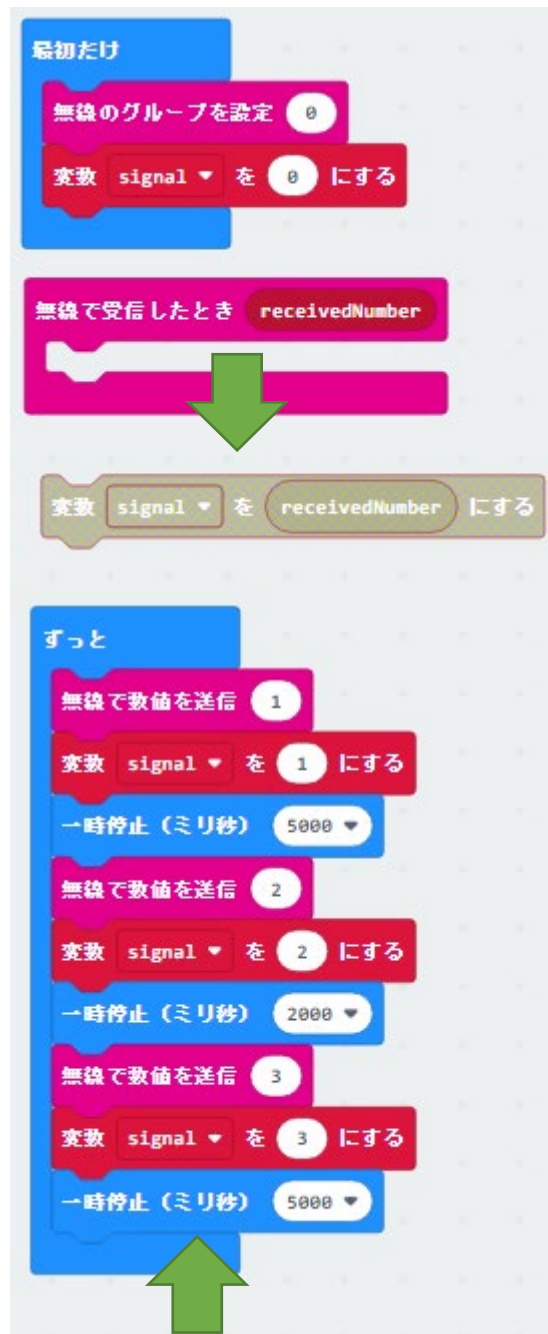 最初だけ
無線のグループを設定 0
変数 signal を 0 にする
無線で受信したとき receivedNumber
変数 signal を receivedNumber にする
ずっと
無線で数値を送信 1
変数 signal を 1 にする
一時停止（ミリ秒） 5000
無線で数値を送信 2
変数 signal を 2 にする
一時停止（ミリ秒） 2000
無線で数値を送信 3
変数 signal を 3 にする
一時停止（ミリ秒） 5000